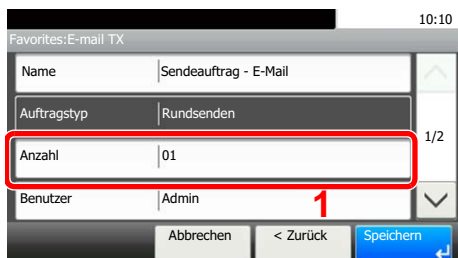 10:10
Favorites:E-mail TX
Name Sendeauftrag - E-Mail
Auftragstyp Rundsenden
1/2
Anzahl 01
Benutzer Admin
1
Abbrechen < Zurück Speichern